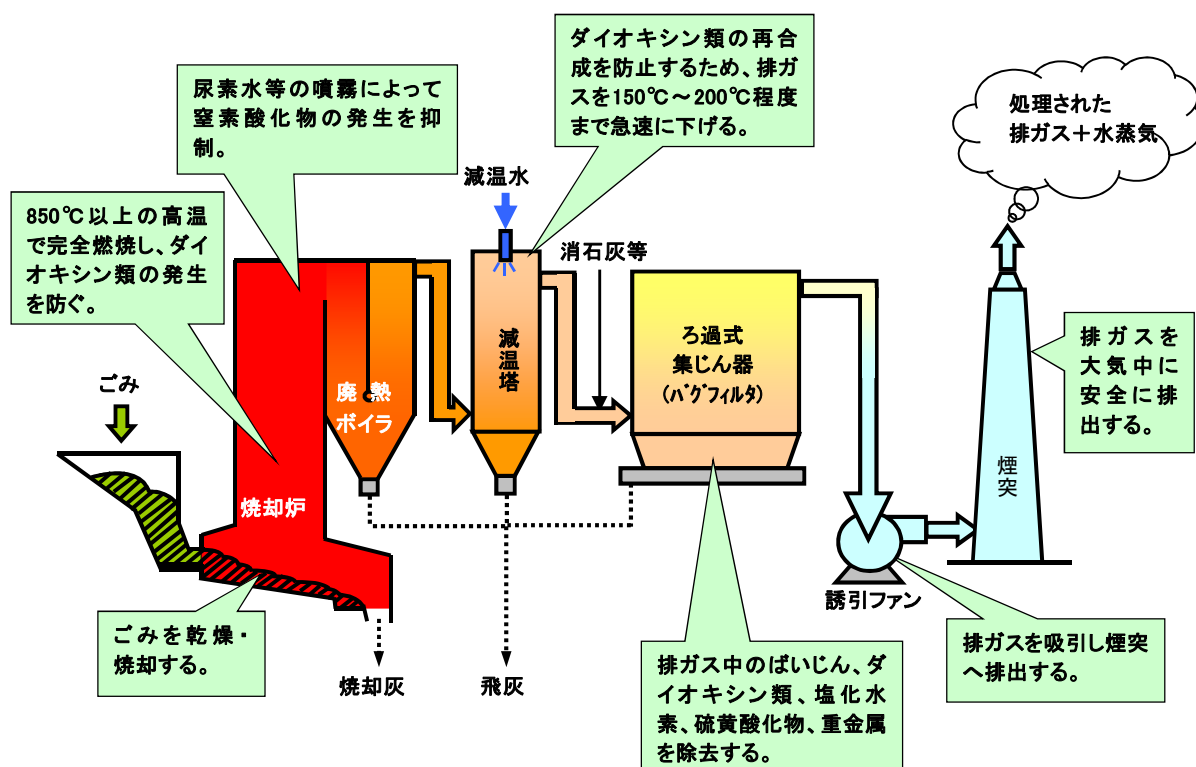 ダイオキシン類の再合
成を防止するため、排ガ
スを150℃～200℃程度
まで急速に下げる。
尿素水等の噴霧によって
窒素酸化物の発生を抑
制。
処理された
排ガス＋水蒸気
減温水
850℃以上の高温
で完全燃焼し、ダイ
オキシン類の発生
を防ぐ。
消石灰等
減温塔
ろ過式
集じん器
(ﾊﾞｸﾞﾌｨﾙﾀ)
排ガスを
大気中に
安全に排
出する。
ごみ
廃熱
ボイラ
煙突
焼却炉
誘引ファン
ごみを乾燥・
焼却する。
排ガスを吸引し煙突
へ排出する。
排ガス中のばいじん、ダ
イオキシン類、塩化水
素、硫黄酸化物、重金属
を除去する。
焼却灰
飛灰